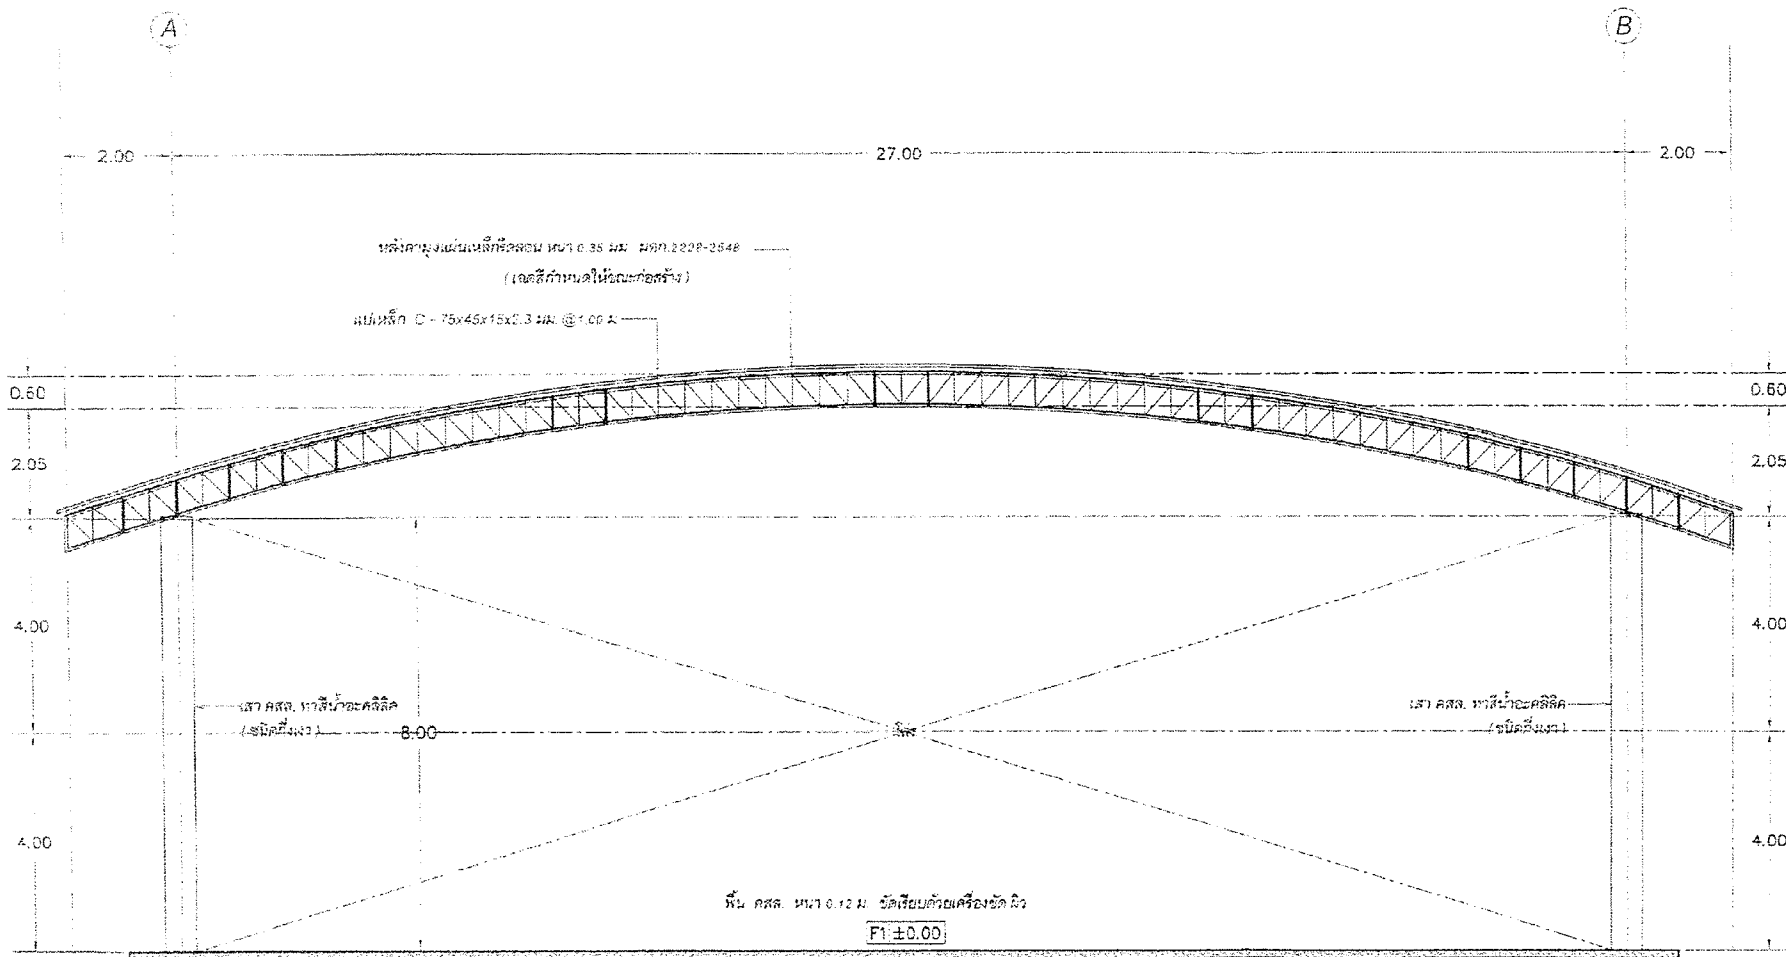 A
B
2.00
27.00
2.00
หลังคามุงแผ่นเหล็กรีดลอน หนา 0.35 มม. มอก.2228-2548
(เฉดสีกำหนดให้ขณะก่อสร้าง)
แปเหล็ก C - 75x45x15x2.3 มม. @1.00 ม.
0.60
0.60
2.05
2.05
4.00
4.00
เสา คสล. ทาสีน้ำอะคลิลิค
(ชนิดกึ่งเงา)
8.00
โล่ง
เสา คสล. ทาสีน้ำอะคลิลิค
(ชนิดกึ่งเงา)
4.00
4.00
พื้น คสล. หนา 0.12 ม. ขัดเรียบด้วยเครื่องขัด ผิว
F1 ±0.00